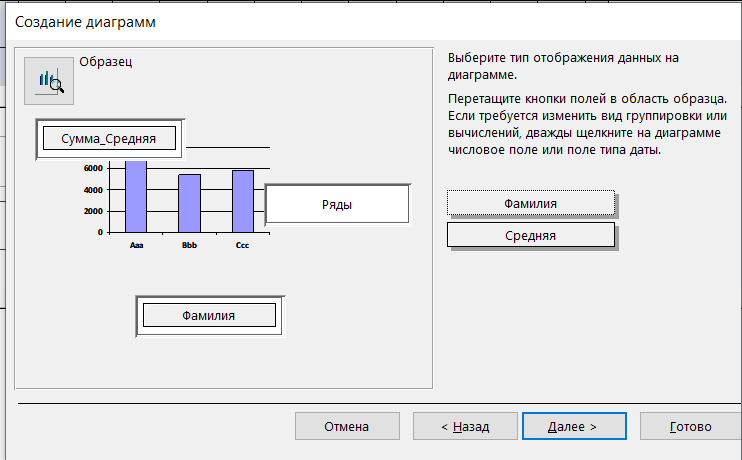 Создание диаграмм
Образец
Сумма_Средняя
6000
4000
2000
0
Aaa
Bbb
Ccc
Ряды
Фамилия
Выберите тип отображения данных на
диаграмме.
Перетащите кнопки полей в область образца.
Если требуется изменить вид группировки или
вычислений, дважды щелкните на диаграмме
числовое поле или поле типа даты.
Фамилия
Средняя
Отмена
< Назад
Далее >
Готово